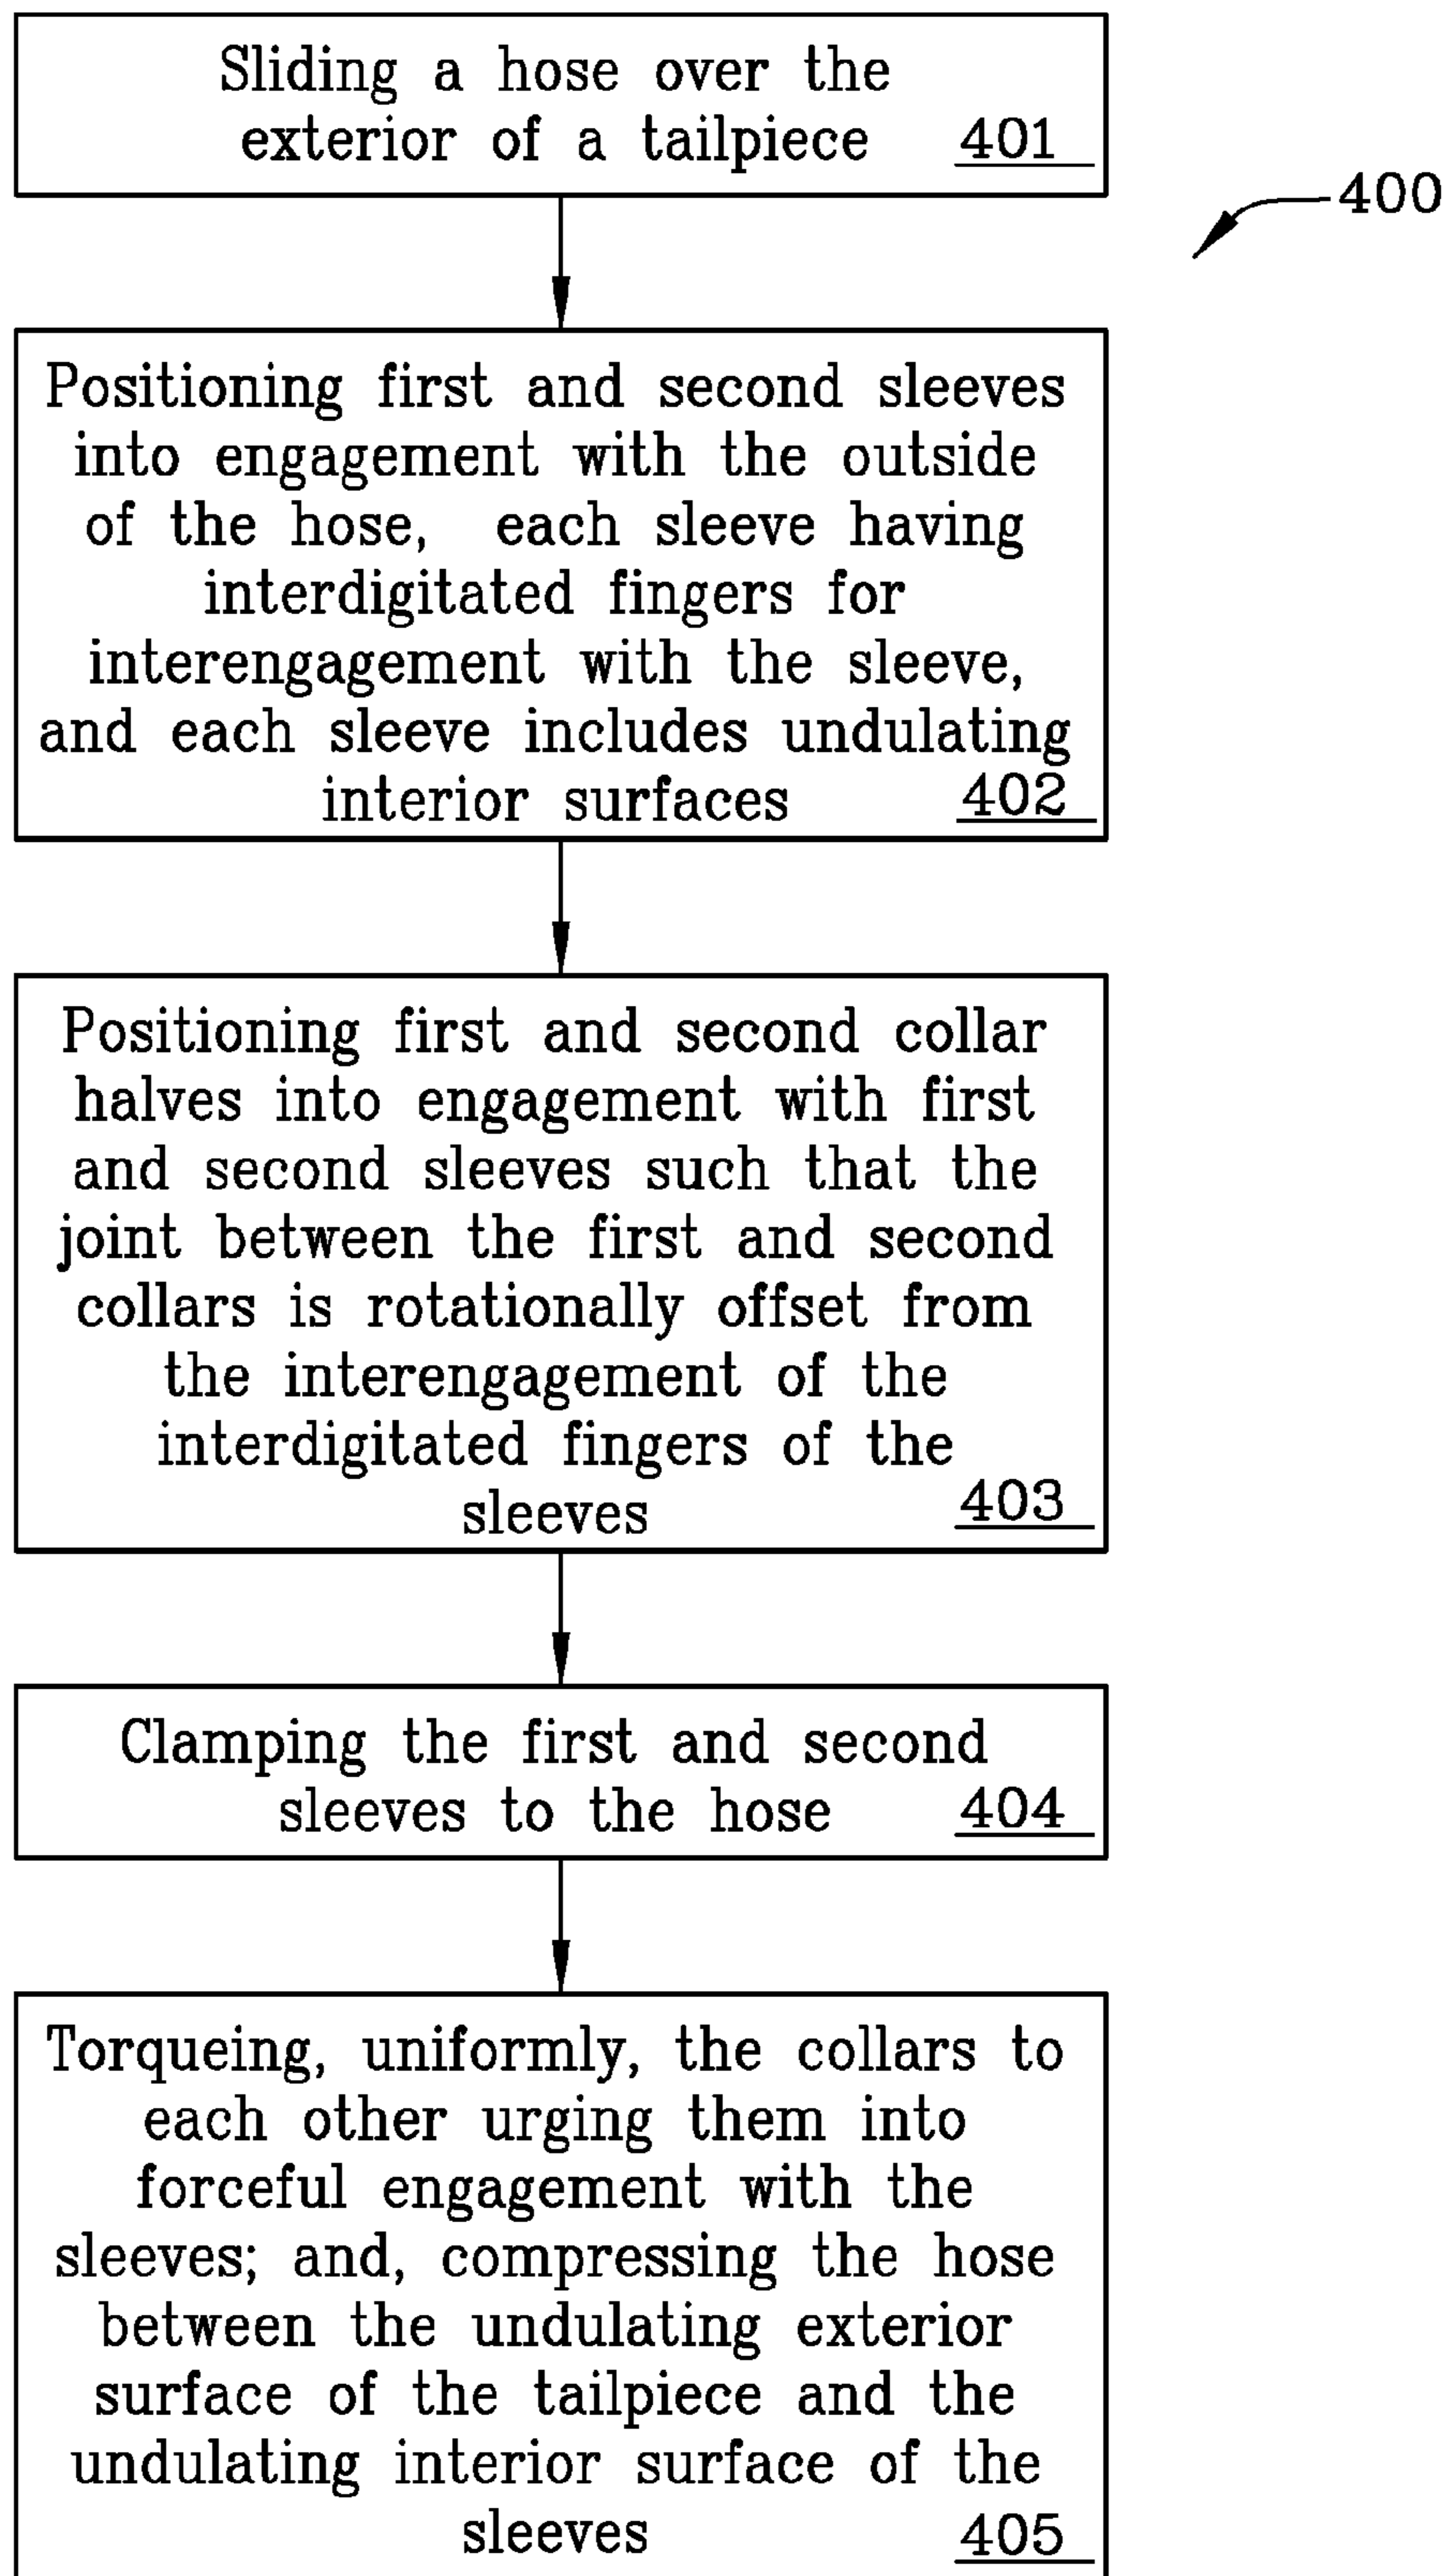 Sliding a hose over the
exterior of a tailpiece 401
400
Positioning first and second sleeves
into engagement with the outside
of the hose, each sleeve having
interdigitated fingers for
interengagement with the sleeve,
and each sleeve includes undulating
interior surfaces 402
Positioning first and second collar
halves into engagement with first
and second sleeves such that the
joint between the first and second
collars is rotationally offset from
the interengagement of the
interdigitated fingers of the
sleeves 403
Clamping the first and second
sleeves to the hose 404
Torqueing, uniformly, the collars to
each other urging them into
forceful engagement with the
sleeves; and, compressing the hose
between the undulating exterior
surface of the tailpiece and the
undulating interior surface of the
sleeves 405